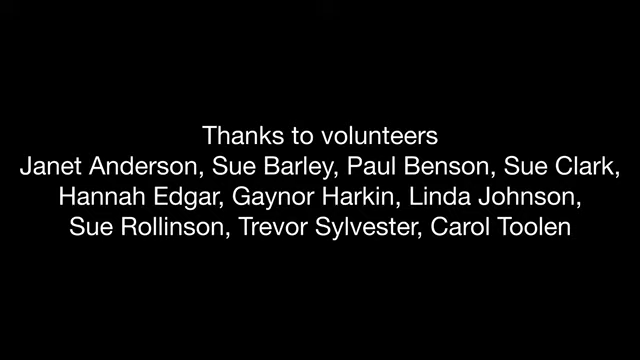 Thanks to volunteers
Janet Anderson, Sue Barley, Paul Benson, Sue Clark,
Hannah Edgar, Gaynor Harkin, Linda Johnson,
Sue Rollinson, Trevor Sylvester, Carol Toolen